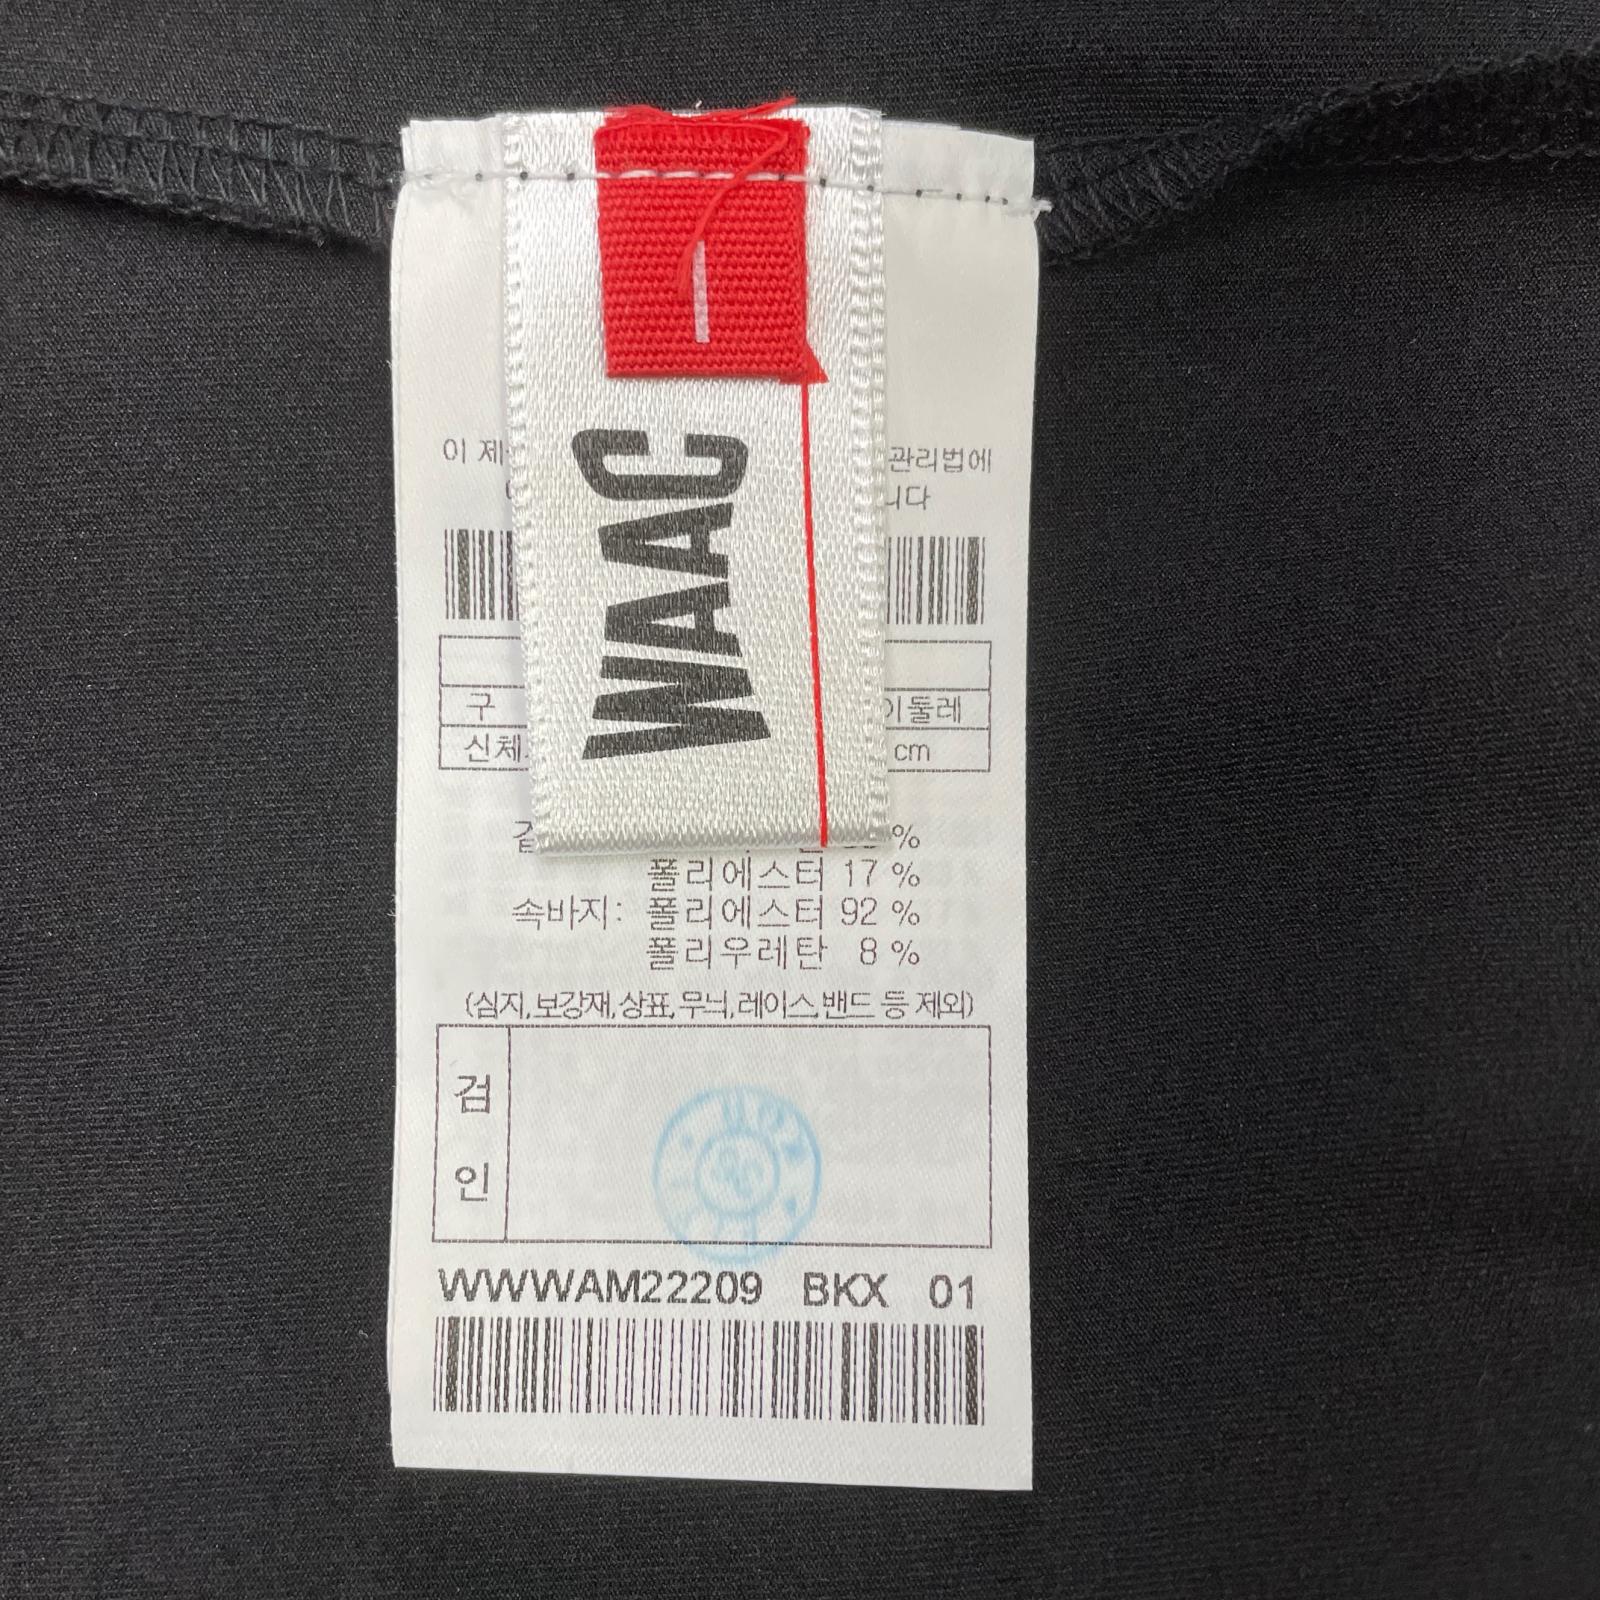 WAAC
이 관리법에
니다
구 이둘레
신체 cm
%
폴리에스터 17 %
속바지: 폴리에스터 92 %
폴리우레탄 8 %
(심지,보강재,상표,무늬,레이스,밴드 등 제외)
검
인
WWWAM22209 BKX 01